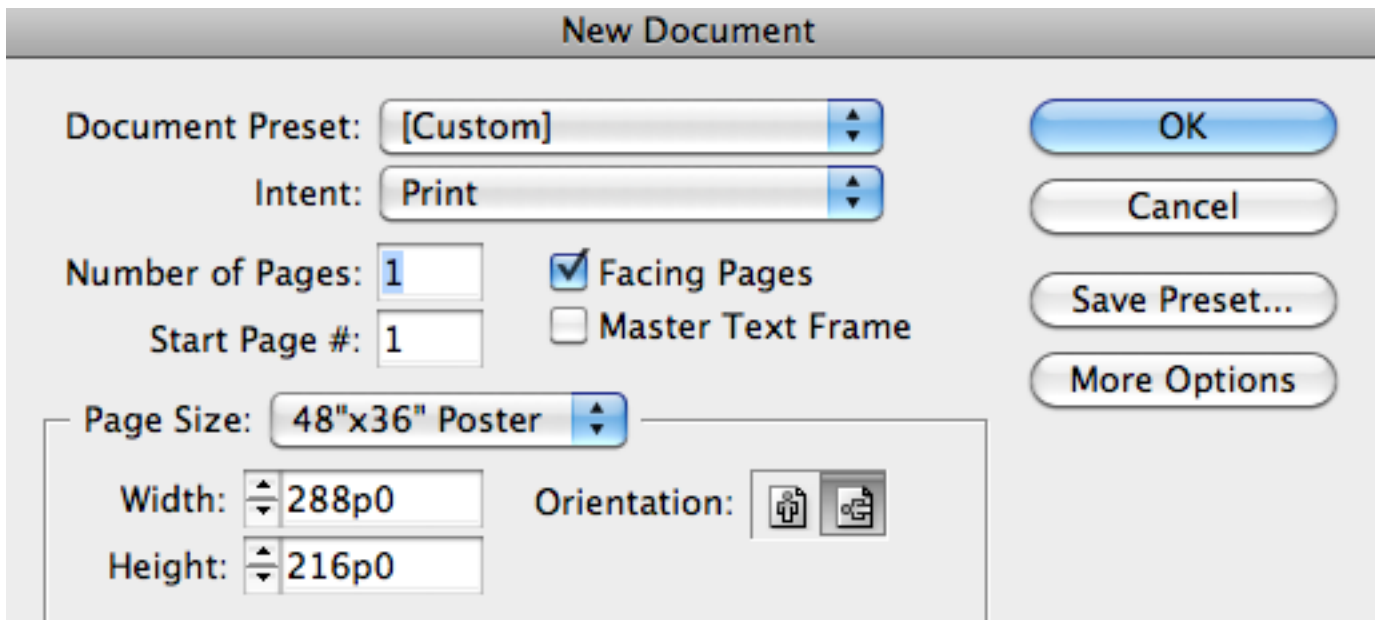 New Document
Document Preset: [Custom]
OK
Intent: Print
Cancel
Number of Pages: 1
Facing Pages
Save Preset...
Start Page #: 1
Master Text Frame
More Options
Page Size: 48"x36" Poster
Width: 288p0
Orientation:
Height: 216p0